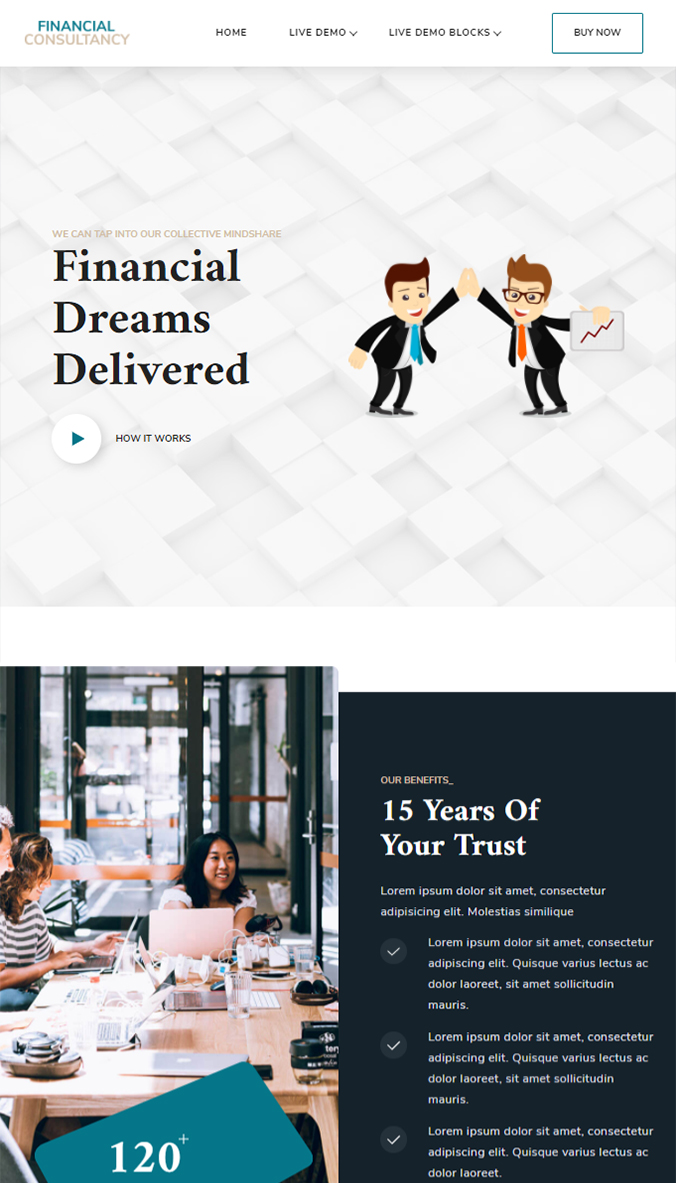 FINANCIAL
CONSULTANCY
HOME
LIVE DEMO
LIVE DEMO BLOCKS
BUY NOW
WE CAN TAP INTO OUR COLLECTIVE MINDSHARE
Financial
Dreams
Delivered
HOW IT WORKS
OUR BENEFITS_
15 Years Of
Your Trust
Lorem ipsum dolor sit amet, consectetur
adipisicing elit. Molestias similique
Lorem ipsum dolor sit amet, consectetur
adipiscing elit. Quisque varius lectus ac
dolor laoreet, sit amet sollicitudin
mauris.
Lorem ipsum dolor sit amet, consectetur
adipiscing elit. Quisque varius lectus ac
dolor laoreet, sit amet sollicitudin
mauris.
Lorem ipsum dolor sit amet, consectetur
adipiscing elit. Quisque varius lectus ac
dolor laoreet.
120+